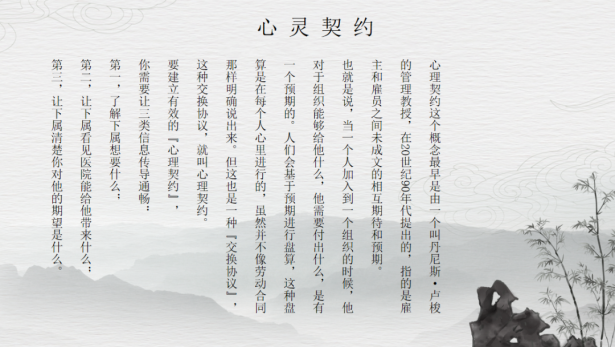 心灵契约
心理契约这个概念最早是由一个叫丹尼斯•卢梭
的管理教授，在20世纪90年代提出的，指的是雇
主和雇员之间未成文的相互期待和预期。
也就是说，当一个人加入到一个组织的时候，他
对于组织能够给他什么，他需要付出什么，是有
一个预期的。人们会基于预期进行盘算，这种盘
算是在每个人心里进行的，虽然并不像劳动合同
那样明确说出来。但这也是一种『交换协议』，
这种交换协议，就叫心理契约。
要建立有效的『心理契约』，
你需要让三类信息传导通畅：
第一，了解下属想要什么；
第二，让下属看见医院能给他带来什么；
第三，让下属清楚你对他的期望是什么。